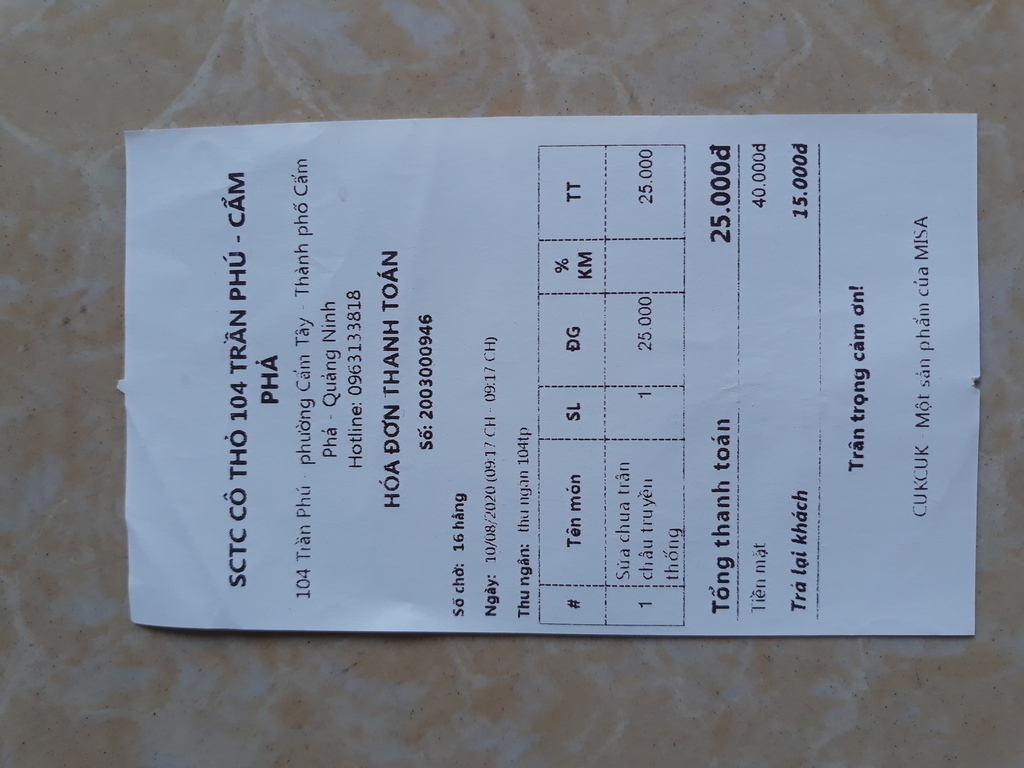 SCTC CÔ THỎ 104 TRẦN PHÚ - CẨM
PHẢ
104 Trần Phú - phường Cẩm Tây - Thành phố Cẩm
Phả - Quảng Ninh
Hotline: 0963133818
HÓA ĐƠN THANH TOÁN
Số: 2003000946
Số chờ: 16 hàng
Ngày: 10/08/2020 (09:17 CH - 09:17 CH)
Thu ngân: thu ngan 104tp
# Tên món SL ĐG % KM TT
1 Sữa chua trân châu truyền thống 1 25.000 25.000
Tổng thanh toán 25.000đ
Tiền mặt 40.000đ
Trả lại khách 15.000đ
Trân trọng cảm ơn!
CUKCUK - Một sản phẩm của MISA